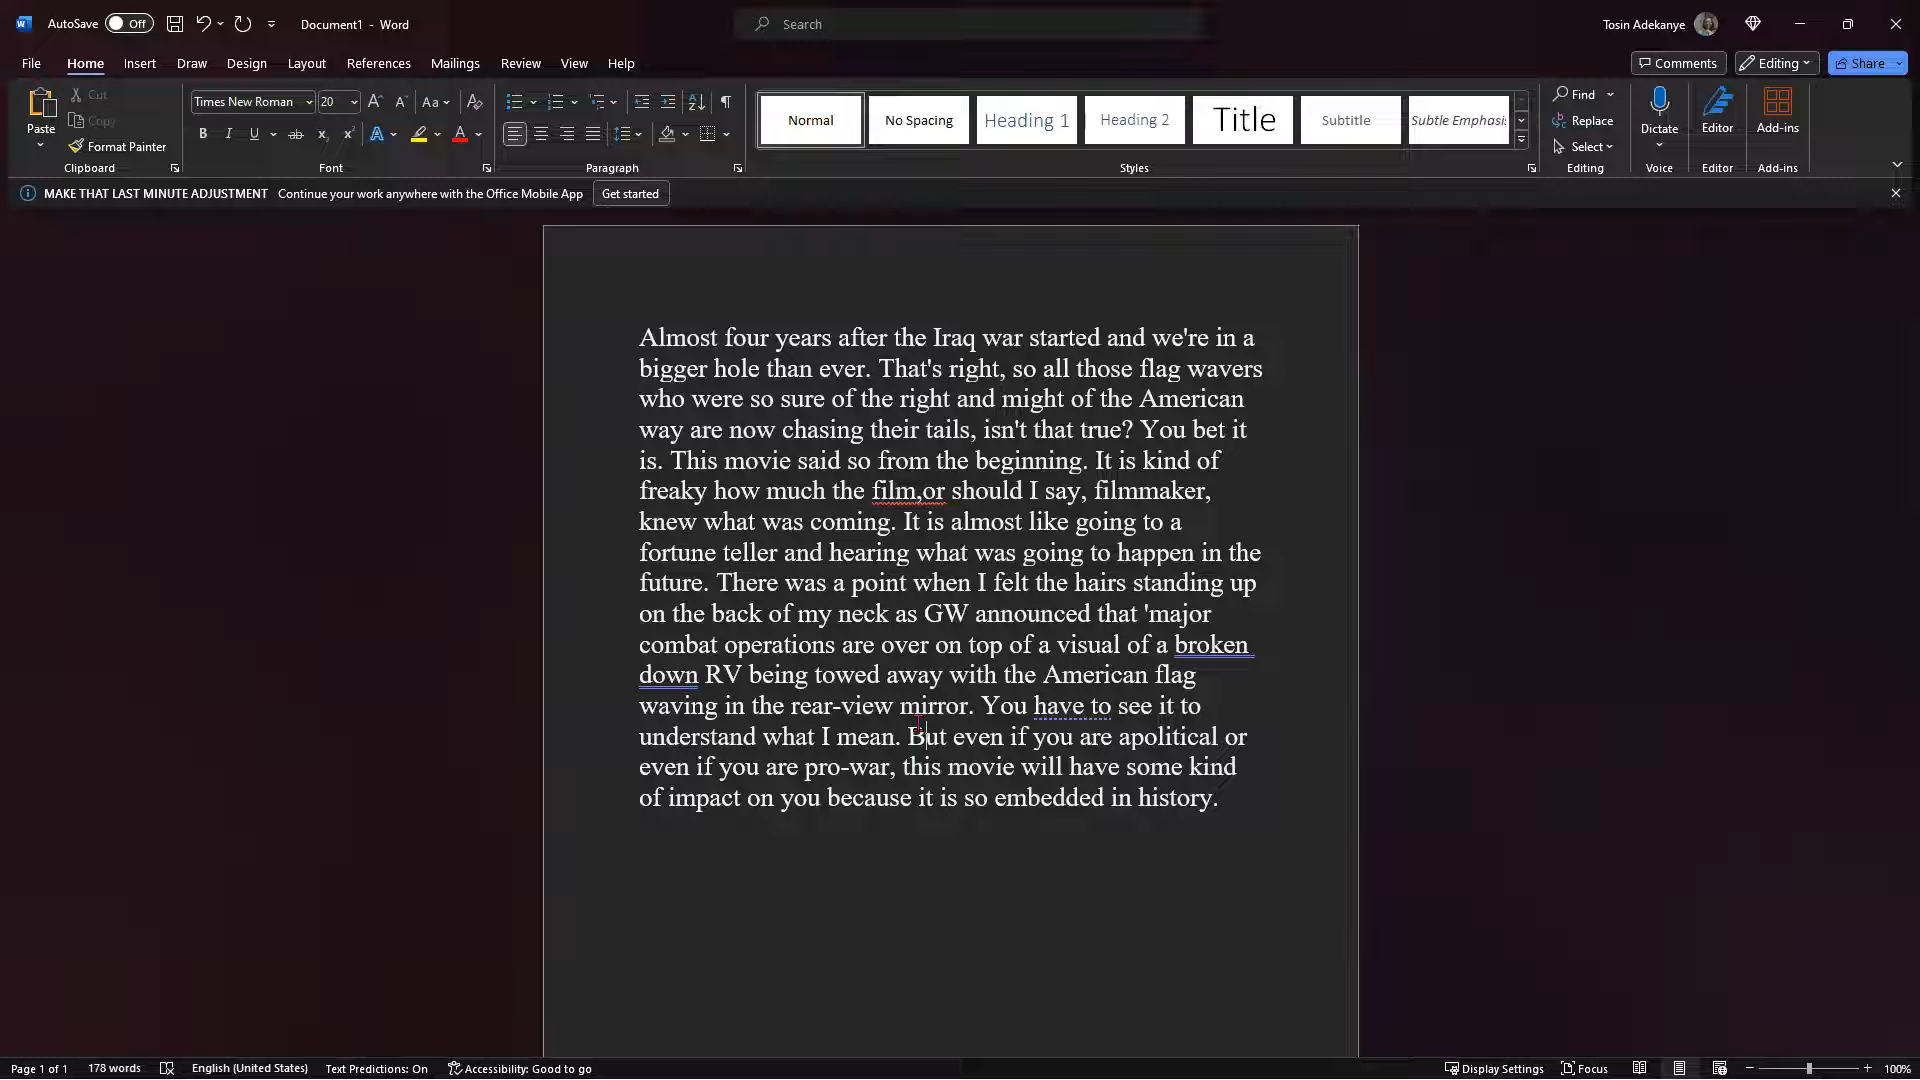 AutoSave Off Document1 - Word Search Tosin Adekanye
File Home Insert Draw Design Layout References Mailings Review View Help Comments Editing Share
Paste Cut Copy Format Painter
Times New Roman 20
Normal No Spacing Heading 1 Heading 2 Title Subtitle Subtle Emphasis
Find Replace Select
Dictate Editor Add-ins
Clipboard Font Paragraph Styles Editing Voice Editor Add-ins
MAKE THAT LAST MINUTE ADJUSTMENT Continue your work anywhere with the Office Mobile App Get started
Almost four years after the Iraq war started and we're in a
bigger hole than ever. That's right, so all those flag wavers
who were so sure of the right and might of the American
way are now chasing their tails, isn't that true? You bet it
is. This movie said so from the beginning. It is kind of
freaky how much the film,or should I say, filmmaker,
knew what was coming. It is almost like going to a
fortune teller and hearing what was going to happen in the
future. There was a point when I felt the hairs standing up
on the back of my neck as GW announced that 'major
combat operations are over on top of a visual of a broken
down RV being towed away with the American flag
waving in the rear-view mirror. You have to see it to
understand what I mean. But even if you are apolitical or
even if you are pro-war, this movie will have some kind
of impact on you because it is so embedded in history.
Page 1 of 1 178 words English (United States) Text Predictions: On Accessibility: Good to go Display Settings Focus 100%